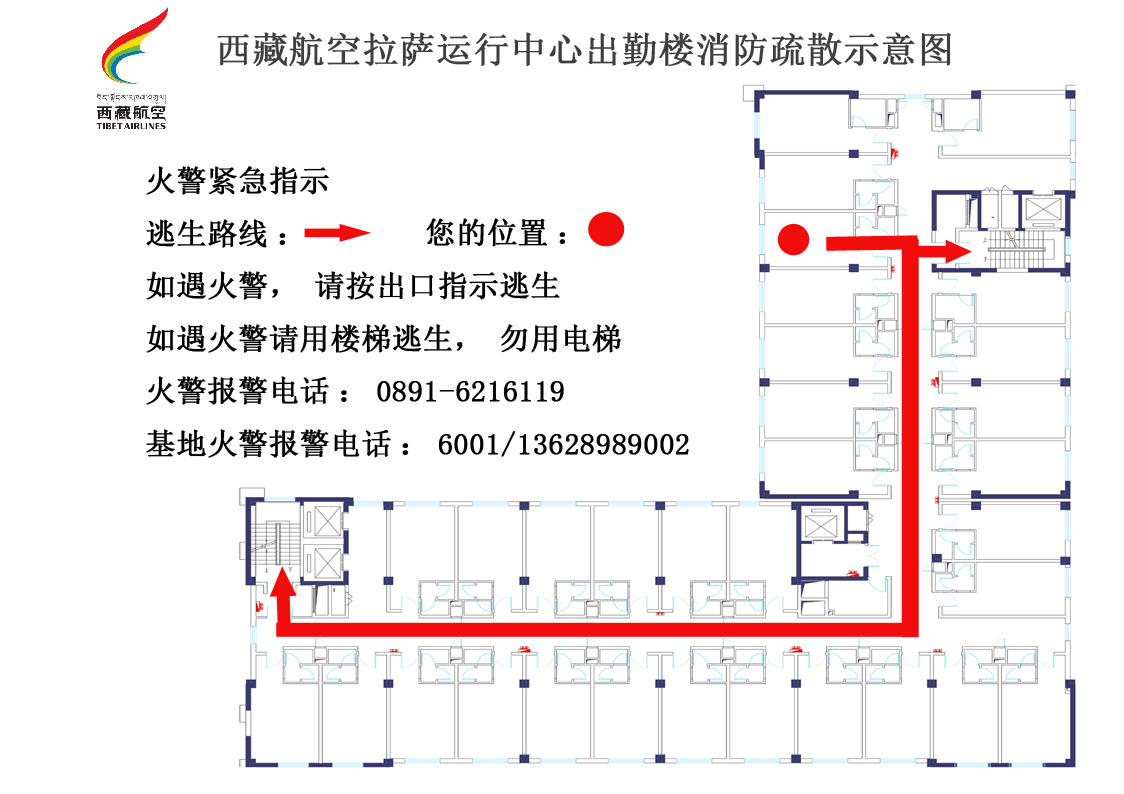 西藏航空拉萨运行中心出勤楼消防疏散示意图
西藏航空
TIBET AIRLINES
火警紧急指示
逃生路线： 您的位置：
如遇火警， 请按出口指示逃生
如遇火警请用楼梯逃生， 勿用电梯
火警报警电话： 0891-6216119
基地火警报警电话： 6001/13628989002
上
下
上
下